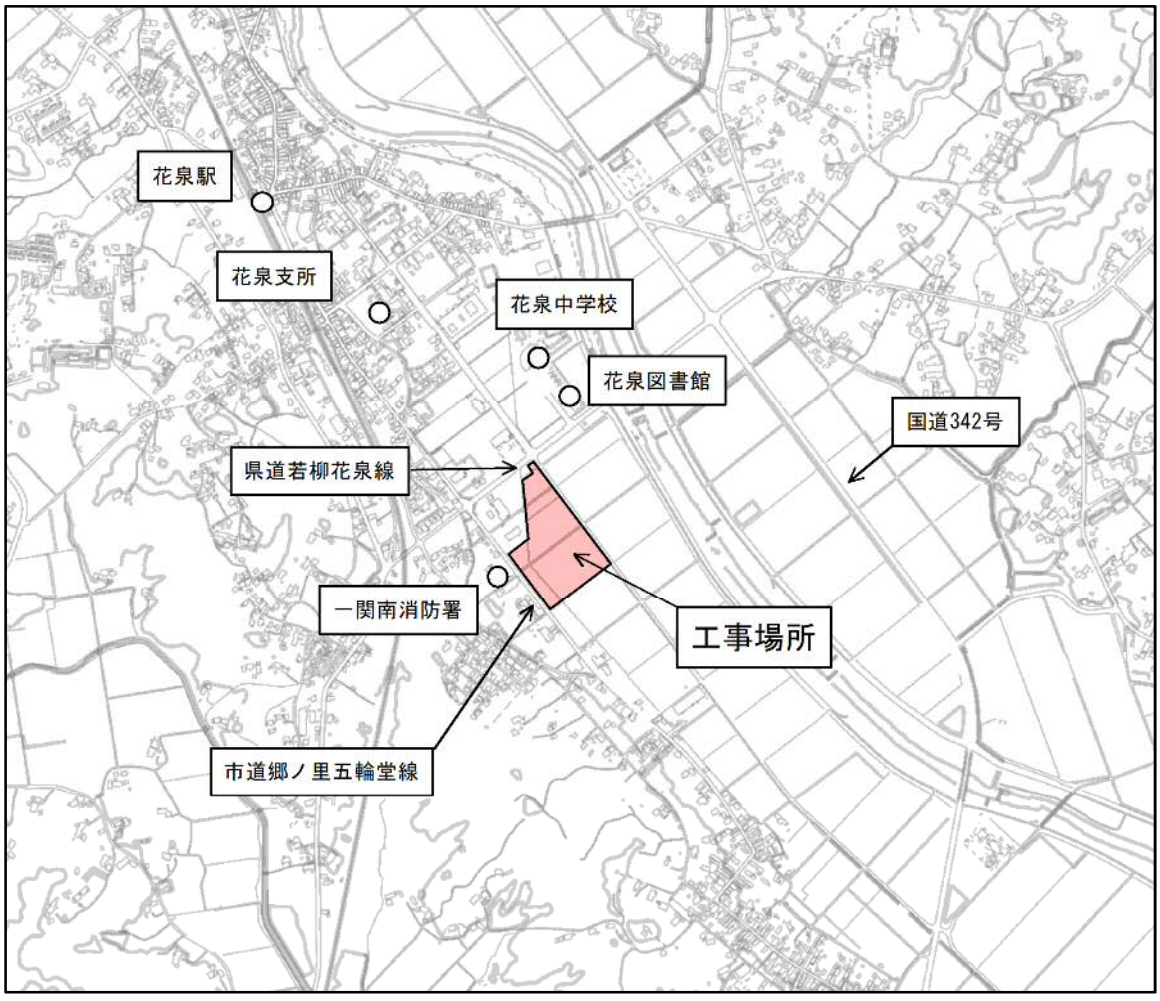 花泉駅
花泉支所
花泉中学校
花泉図書館
国道342号
県道若柳花泉線
一関南消防署
工事場所
市道郷ノ里五輪堂線